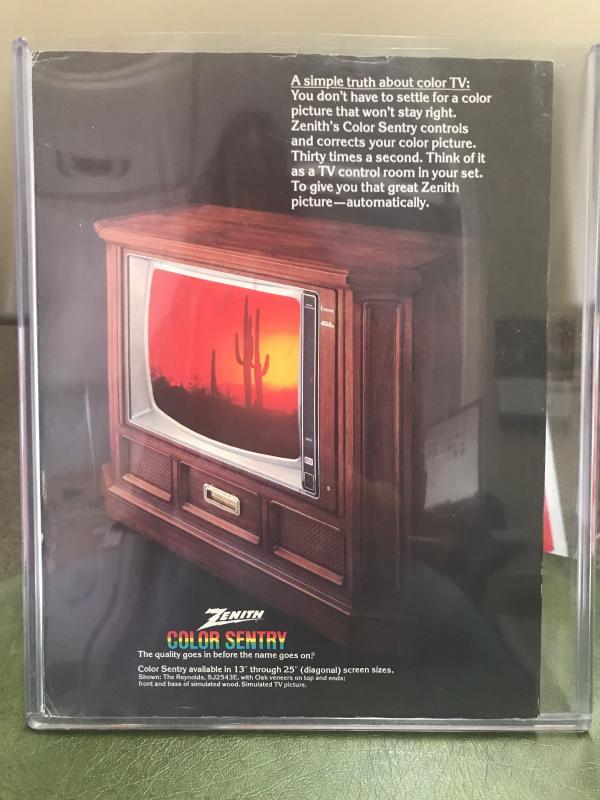 A simple truth about color TV:
You don't have to settle for a color
picture that won't stay right.
Zenith's Color Sentry controls
and corrects your color picture.
Thirty times a second. Think of it
as a TV control room in your set.
To give you that great Zenith
picture—automatically.
ZENITH
COLOR SENTRY
The quality goes in before the name goes on.®
Color Sentry available in 13" through 25" (diagonal) screen sizes.
Shown: The Reynolds, SJ2543E, with Oak veneers on top and ends;
front and base of simulated wood. Simulated TV picture.